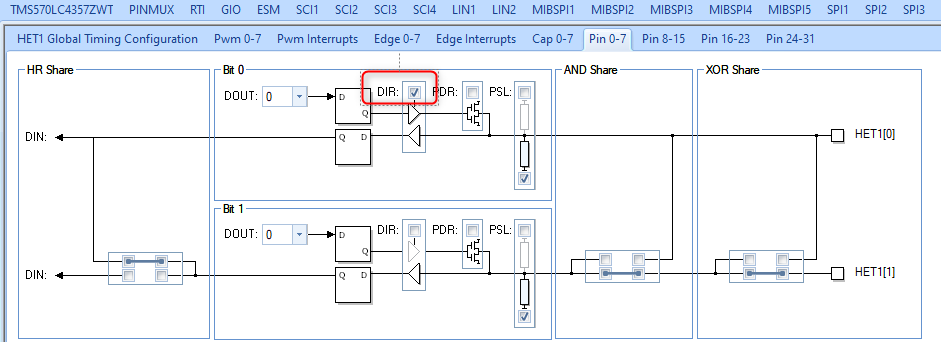 TMS570LC4357ZWT PINMUX RTI GIO ESM SCI1 SCI2 SCI3 SCI4 LIN1 LIN2 MIBSPI1 MIBSPI2 MIBSPI3 MIBSPI4 MIBSPI5 SPI1 SPI2 SPI3
HET1 Global Timing Configuration Pwm 0-7 Pwm Interrupts Edge 0-7 Edge Interrupts Cap 0-7 Pin 0-7 Pin 8-15 Pin 16-23 Pin 24-31
HR Share Bit 0 AND Share XOR Share
DOUT: 0 D DIR: PDR: PSL:
Q
DIN: Q D HET1[0]
Bit 1
DOUT: 0 D DIR: PDR: PSL:
Q
DIN: Q D HET1[1]